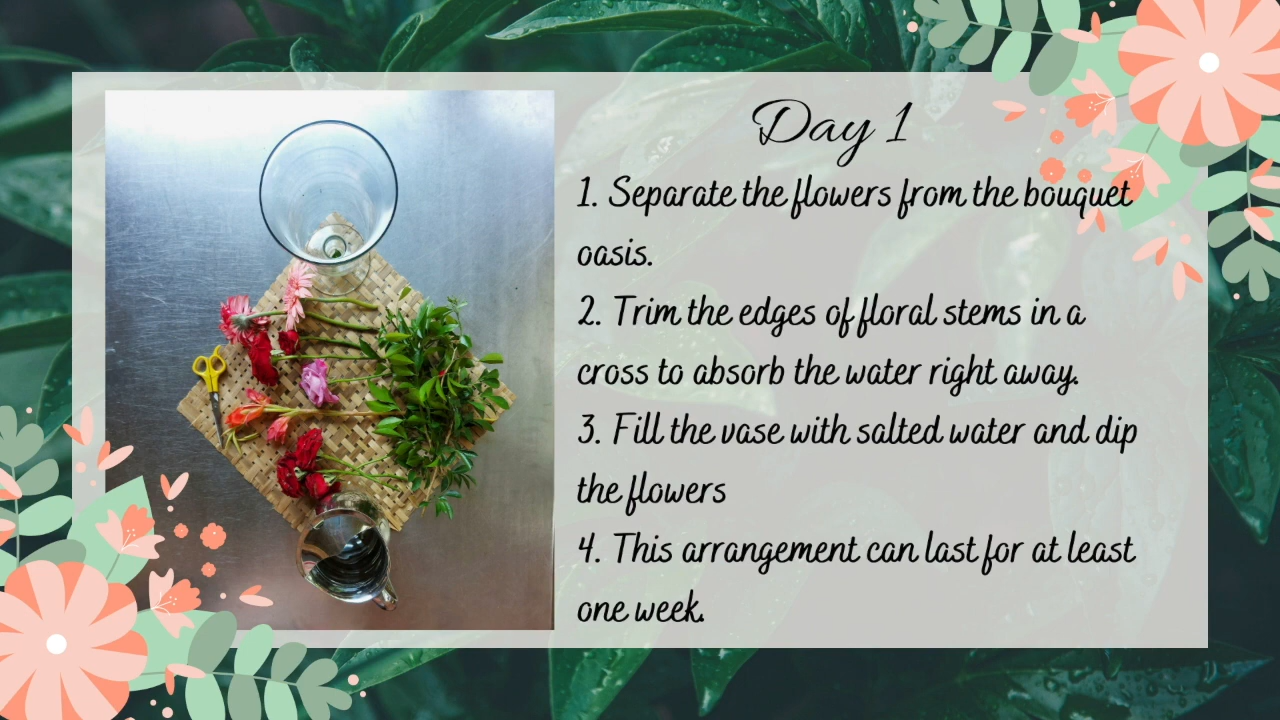 Day 1
1. Separate the flowers from the bouquet
oasis.
2. Trim the edges of floral stems in a
cross to absorb the water right away.
3. Fill the vase with salted water and dip
the flowers
4. This arrangement can last for at least
one week.